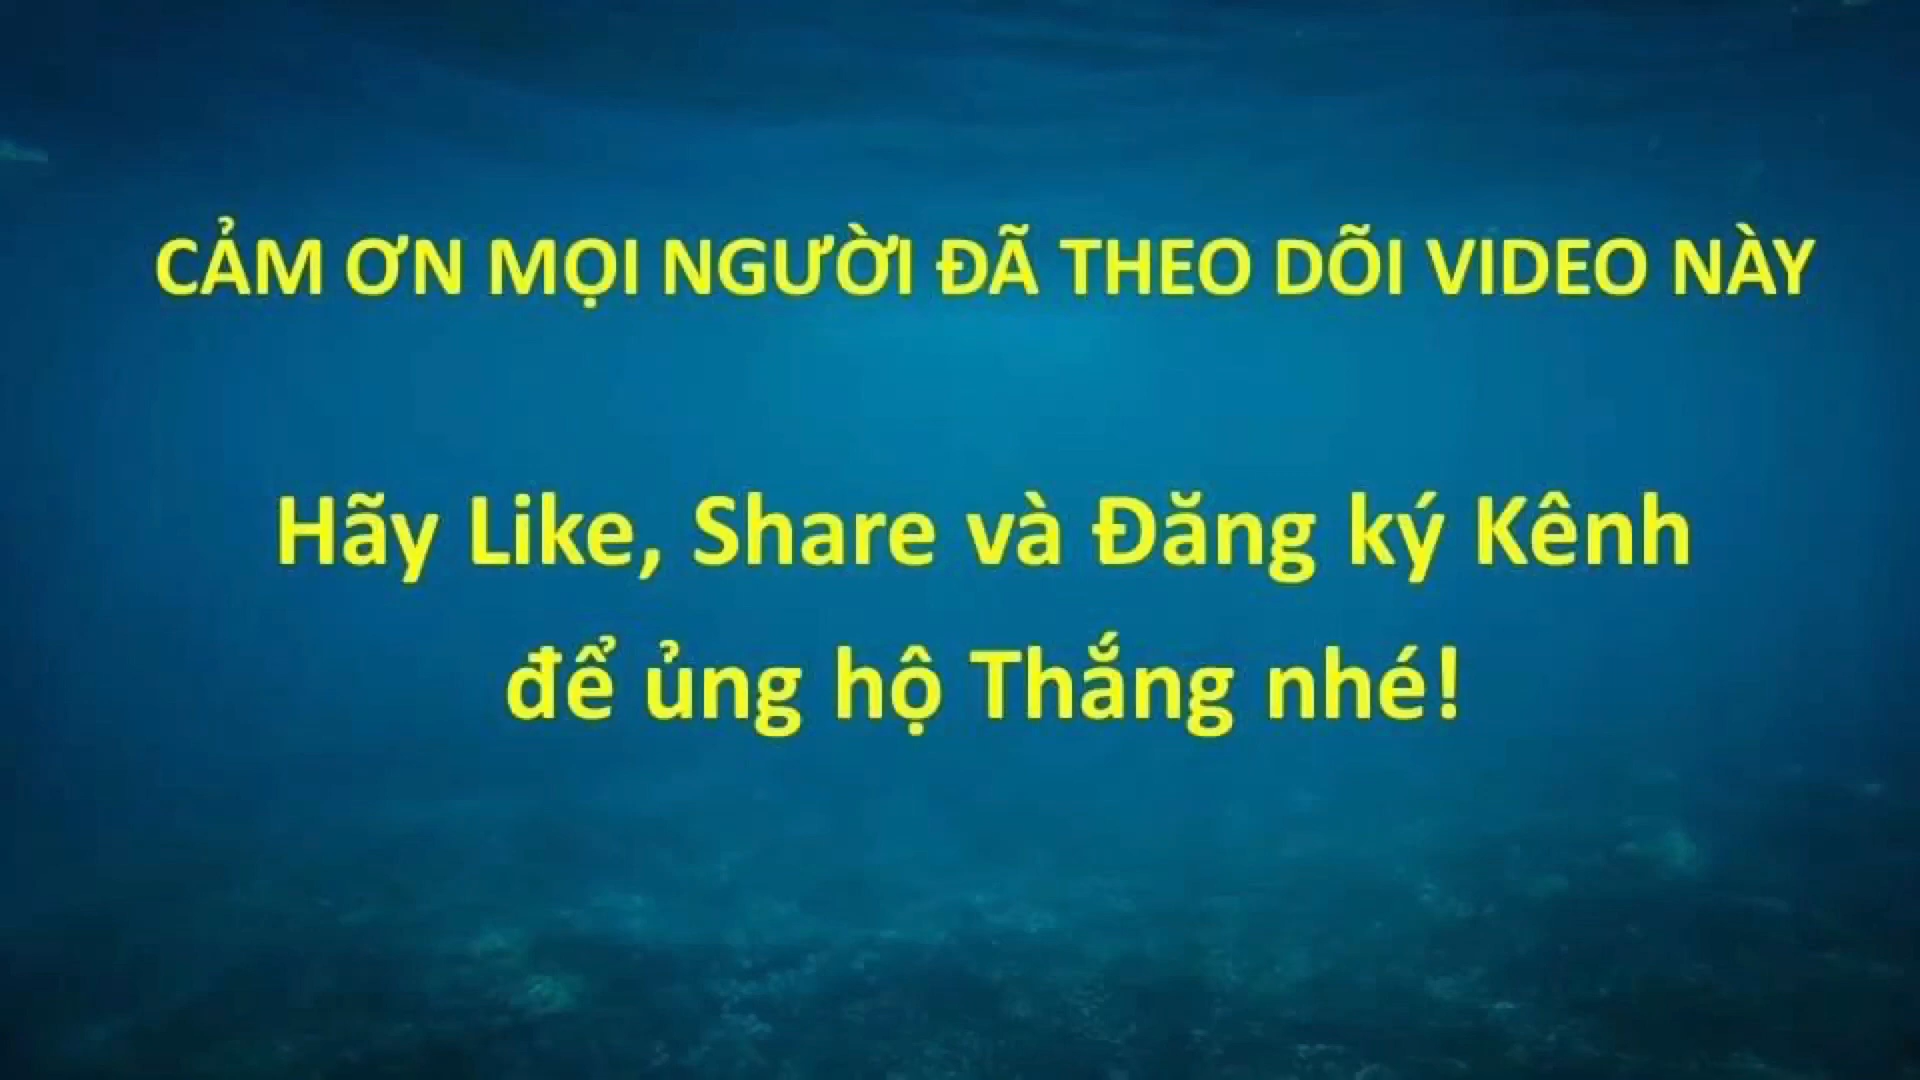 CẢM ƠN MỌI NGƯỜI ĐÃ THEO DÕI VIDEO NÀY
Hãy Like, Share và Đăng ký Kênh
để ủng hộ Thắng nhé!